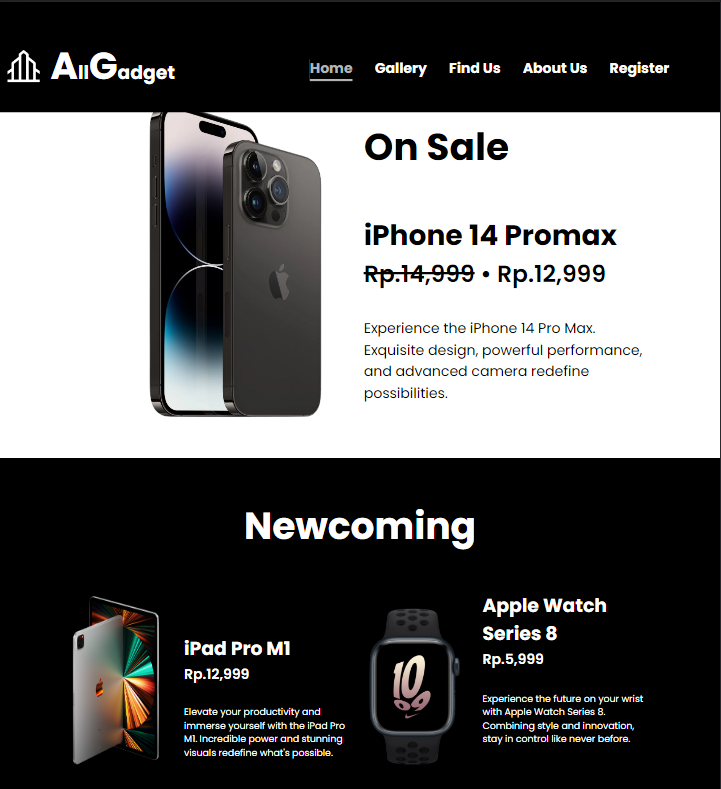 AllGadget
Home Gallery Find Us About Us Register
On Sale
iPhone 14 Promax
Rp.14,999 • Rp.12,999
Experience the iPhone 14 Pro Max.
Exquisite design, powerful performance,
and advanced camera redefine
possibilities.
Newcoming
iPad Pro M1
Rp.12,999
Elevate your productivity and
immerse yourself with the iPad Pro
M1. Incredible power and stunning
visuals redefine what's possible.
10
09
Apple Watch
Series 8
Rp.5,999
Experience the future on your wrist
with Apple Watch Series 8.
Combining style and innovation,
stay in control like never before.